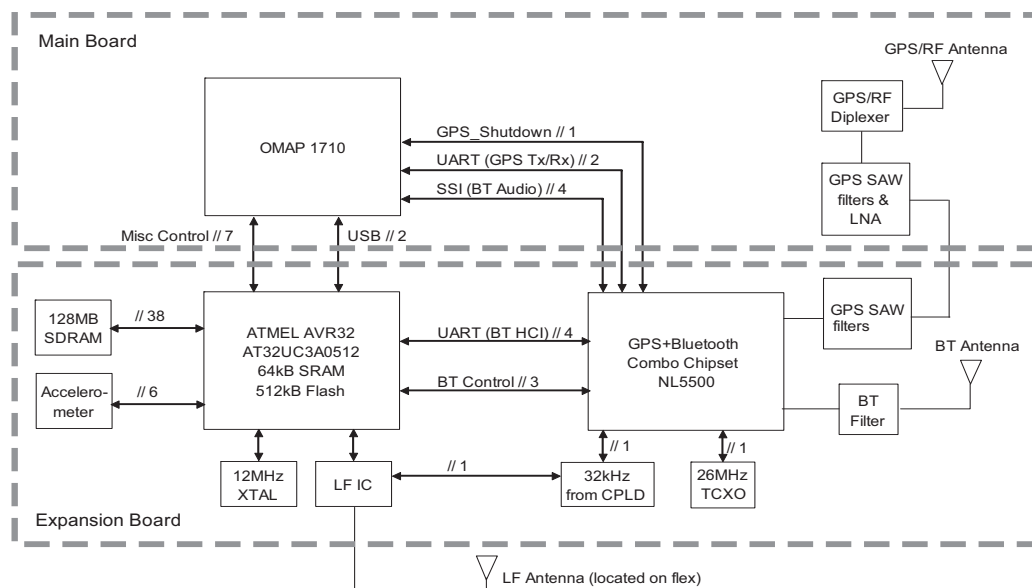 Main Board
GPS/RF Antenna
GPS/RF
Diplexer
OMAP 1710
GPS_Shutdown // 1
UART (GPS Tx/Rx) // 2
SSI (BT Audio) // 4
GPS SAW
filters &
LNA
Misc Control // 7
USB // 2
128MB
SDRAM
// 38
ATMEL AVR32
AT32UC3A0512
64kB SRAM
512kB Flash
UART (BT HCI) // 4
BT Control // 3
GPS+Bluetooth
Combo Chipset
NL5500
GPS SAW
filters
BT Antenna
Accelero-
meter
// 6
BT
Filter
12MHz
XTAL
LF IC
// 1
// 1
32kHz
from CPLD
// 1
26MHz
TCXO
Expansion Board
LF Antenna (located on flex)